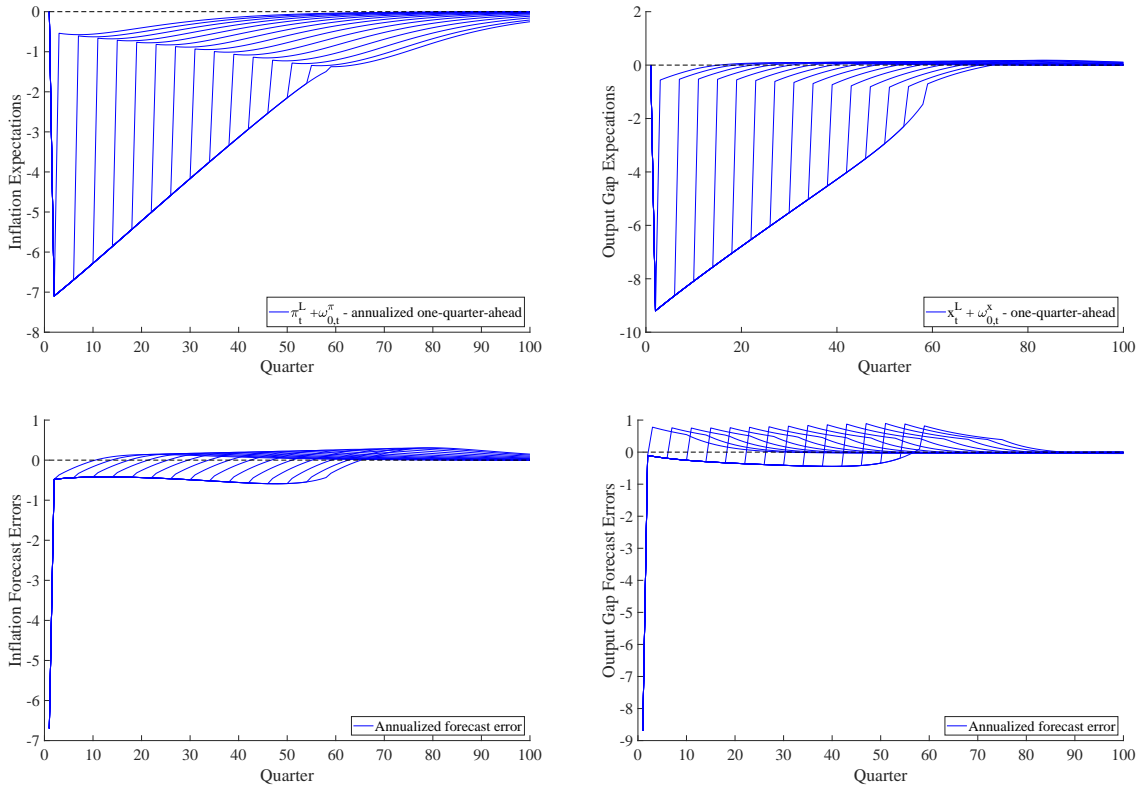 0
-1
-2
-3
-4
-5
-6
-7
-8
Inflation Expectations
π_t^L + ω_{0,t}^π - annualized one-quarter-ahead
0 10 20 30 40 50 60 70 80 90 100
Quarter
2
0
-2
-4
-6
-8
-10
Output Gap Expecations
x_t^L + ω_{0,t}^x - one-quarter-ahead
0 20 40 60 80 100
Quarter
1
0
-1
-2
-3
-4
-5
-6
-7
Inflation Forecast Errors
Annualized forecast error
0 10 20 30 40 50 60 70 80 90 100
Quarter
1
0
-1
-2
-3
-4
-5
-6
-7
-8
-9
Output Gap Forecast Errors
Annualized forecast error
0 10 20 30 40 50 60 70 80 90 100
Quarter